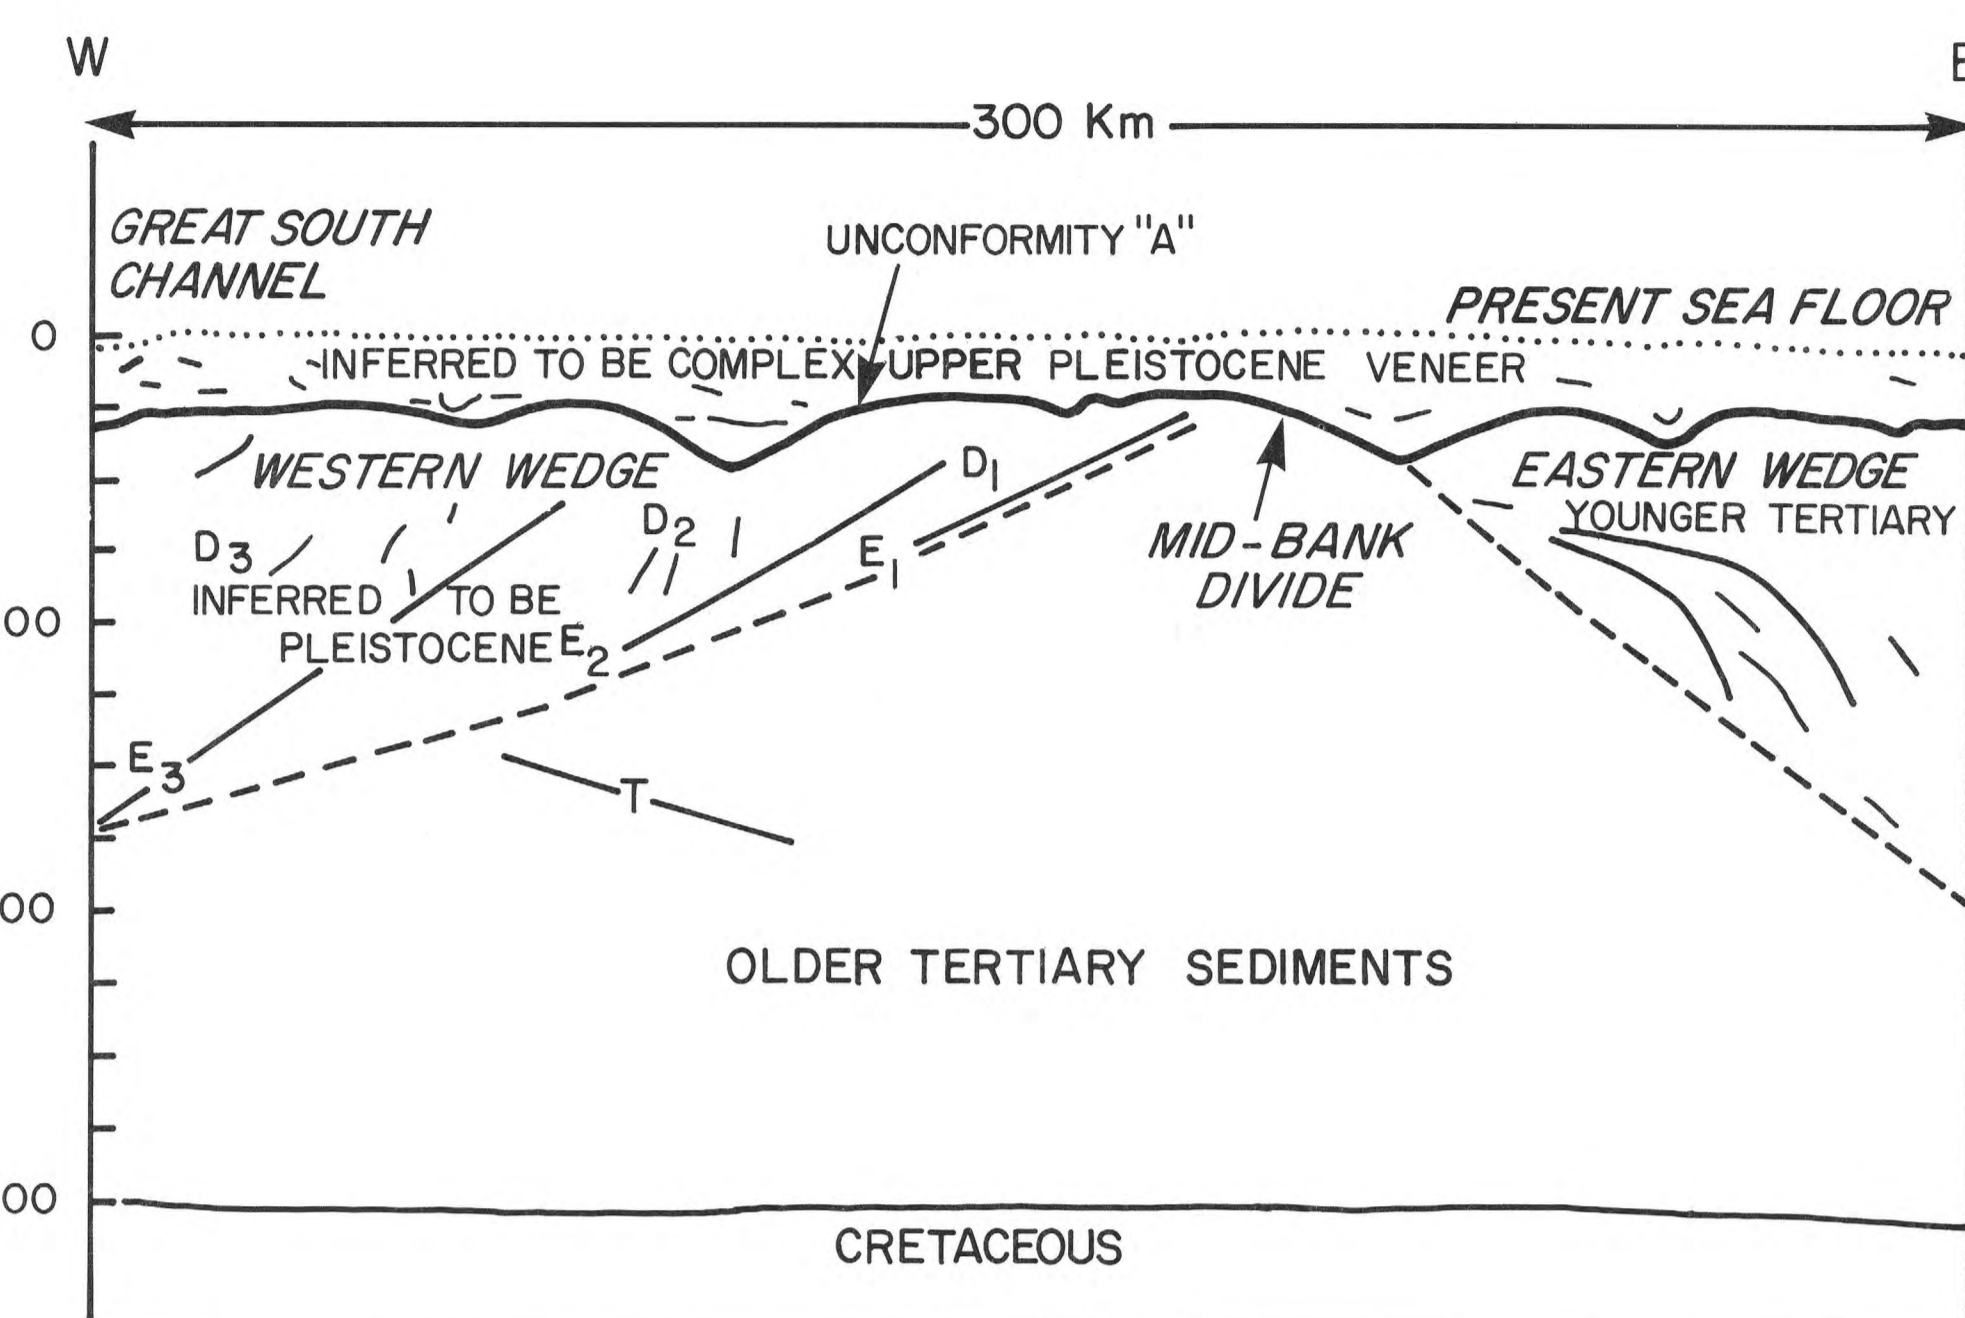 W
300 Km
GREAT SOUTH
CHANNEL
UNCONFORMITY "A"
PRESENT SEA FLOOR
0
INFERRED TO BE COMPLEX UPPER PLEISTOCENE VENEER
WESTERN WEDGE
D1
EASTERN WEDGE
YOUNGER TERTIARY
D3
D2
E1
MID-BANK
DIVIDE
INFERRED TO BE
PLEISTOCENE
E2
00
E3
T
00
OLDER TERTIARY SEDIMENTS
00
CRETACEOUS